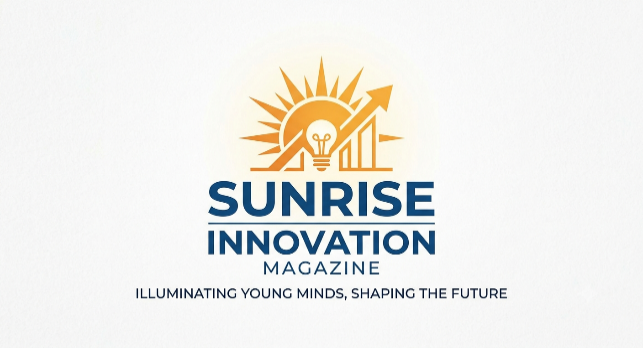 SUNRISE
INNOVATION
MAGAZINE
ILLUMINATING YOUNG MINDS, SHAPING THE FUTURE